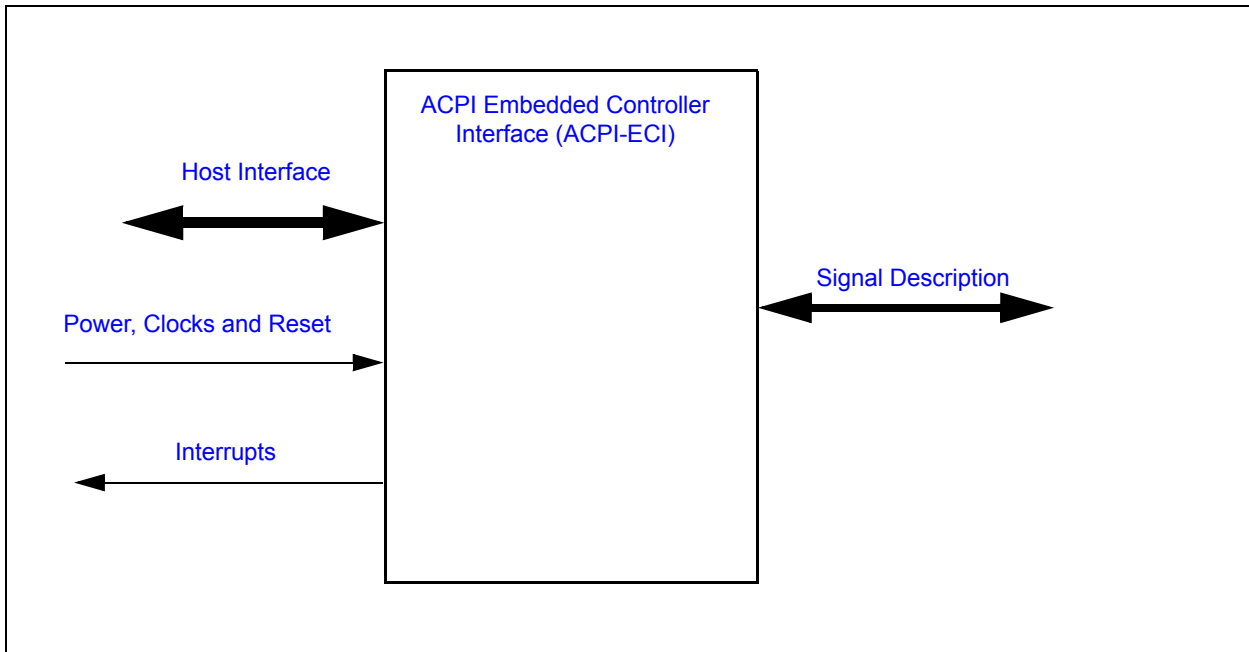 ACPI Embedded Controller
Interface (ACPI-ECI)
Host Interface
Signal Description
Power, Clocks and Reset
Interrupts